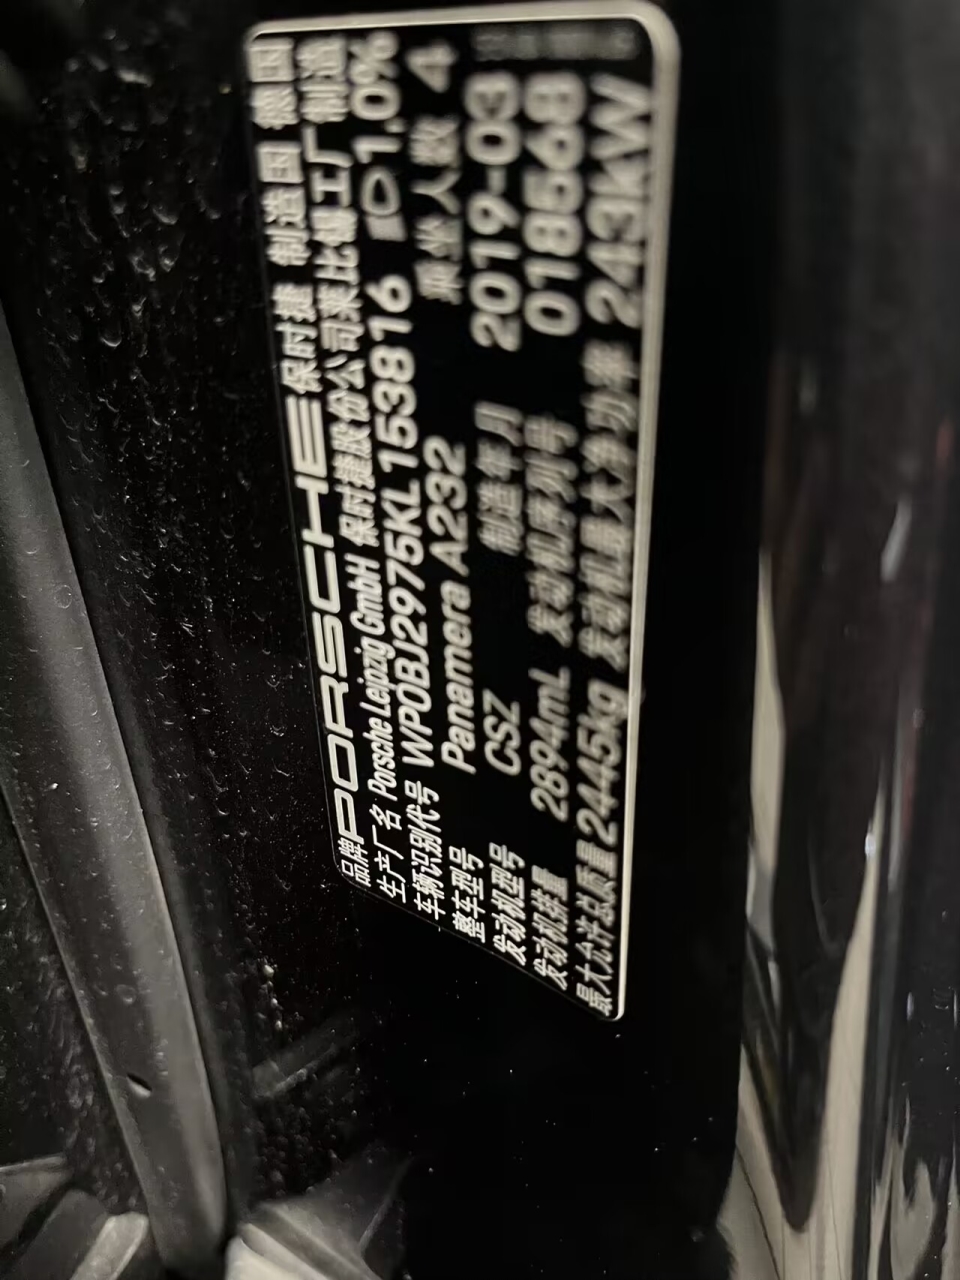 品牌 PORSCHE 保时捷 制造国 德国
生产厂名 Porsche Leipzig GmbH 保时捷股份公司莱比锡工厂 制造
车辆识别代号 WP0BJ2975KL153816 1.0%
整车型号 Panamera A232 乘坐人数 4
发动机型号 CSZ 制造年月 2019-03
发动机排量 2894mL 发动机序列号 018568
最大允许总质量 2445kg 发动机最大净功率 243KW